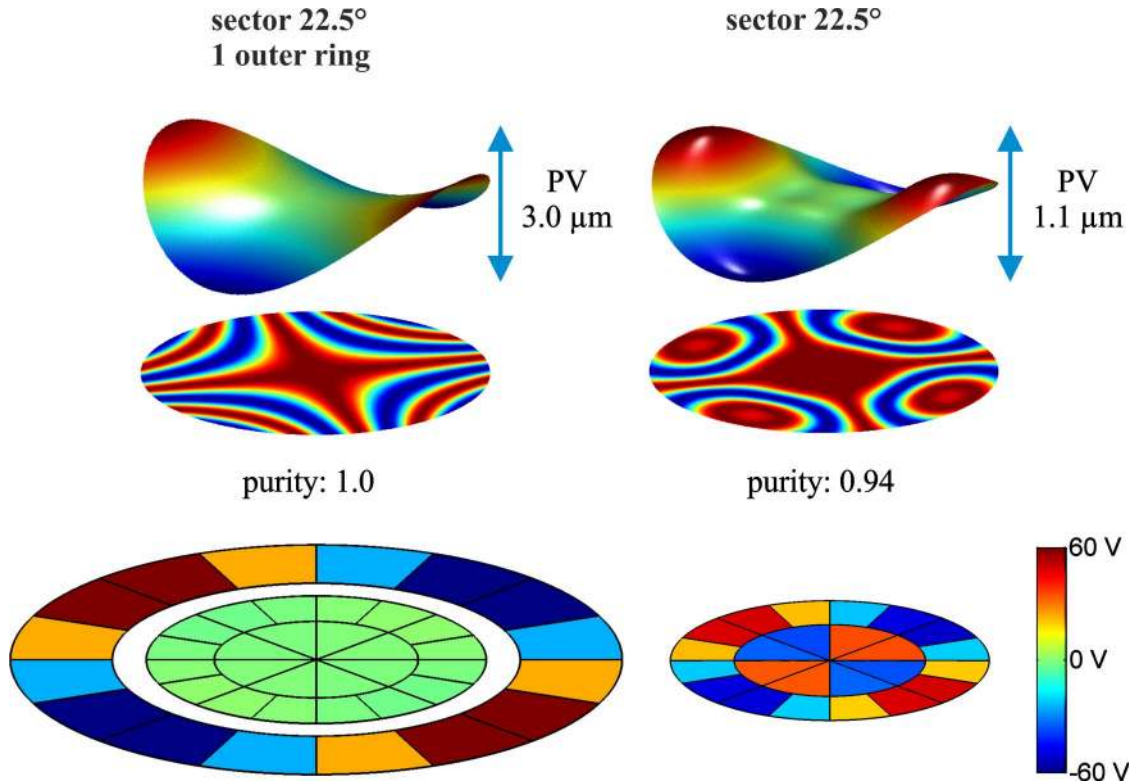 sector 22.5°
1 outer ring
sector 22.5°
PV
3.0 µm
PV
1.1 µm
purity: 1.0
purity: 0.94
60 V
0 V
-60 V